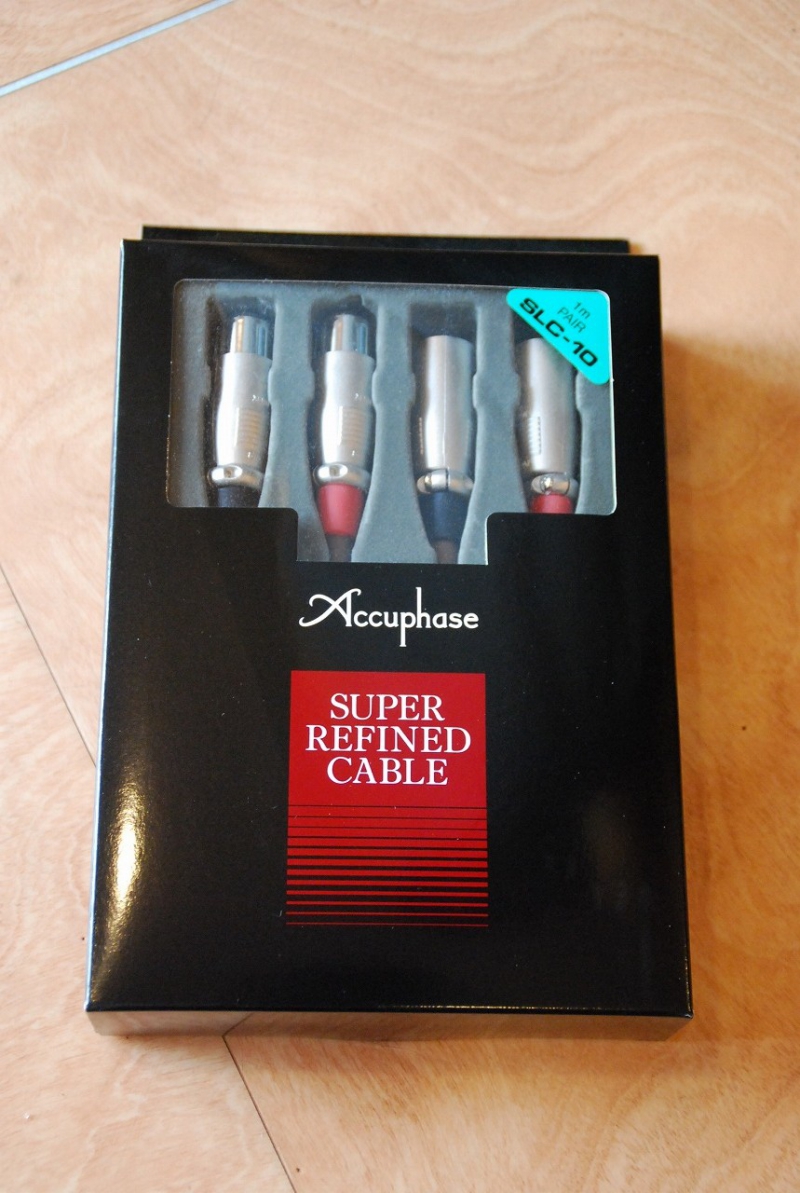 1m
PAIR
SLC-10
Accuphase
SUPER
REFINED
CABLE